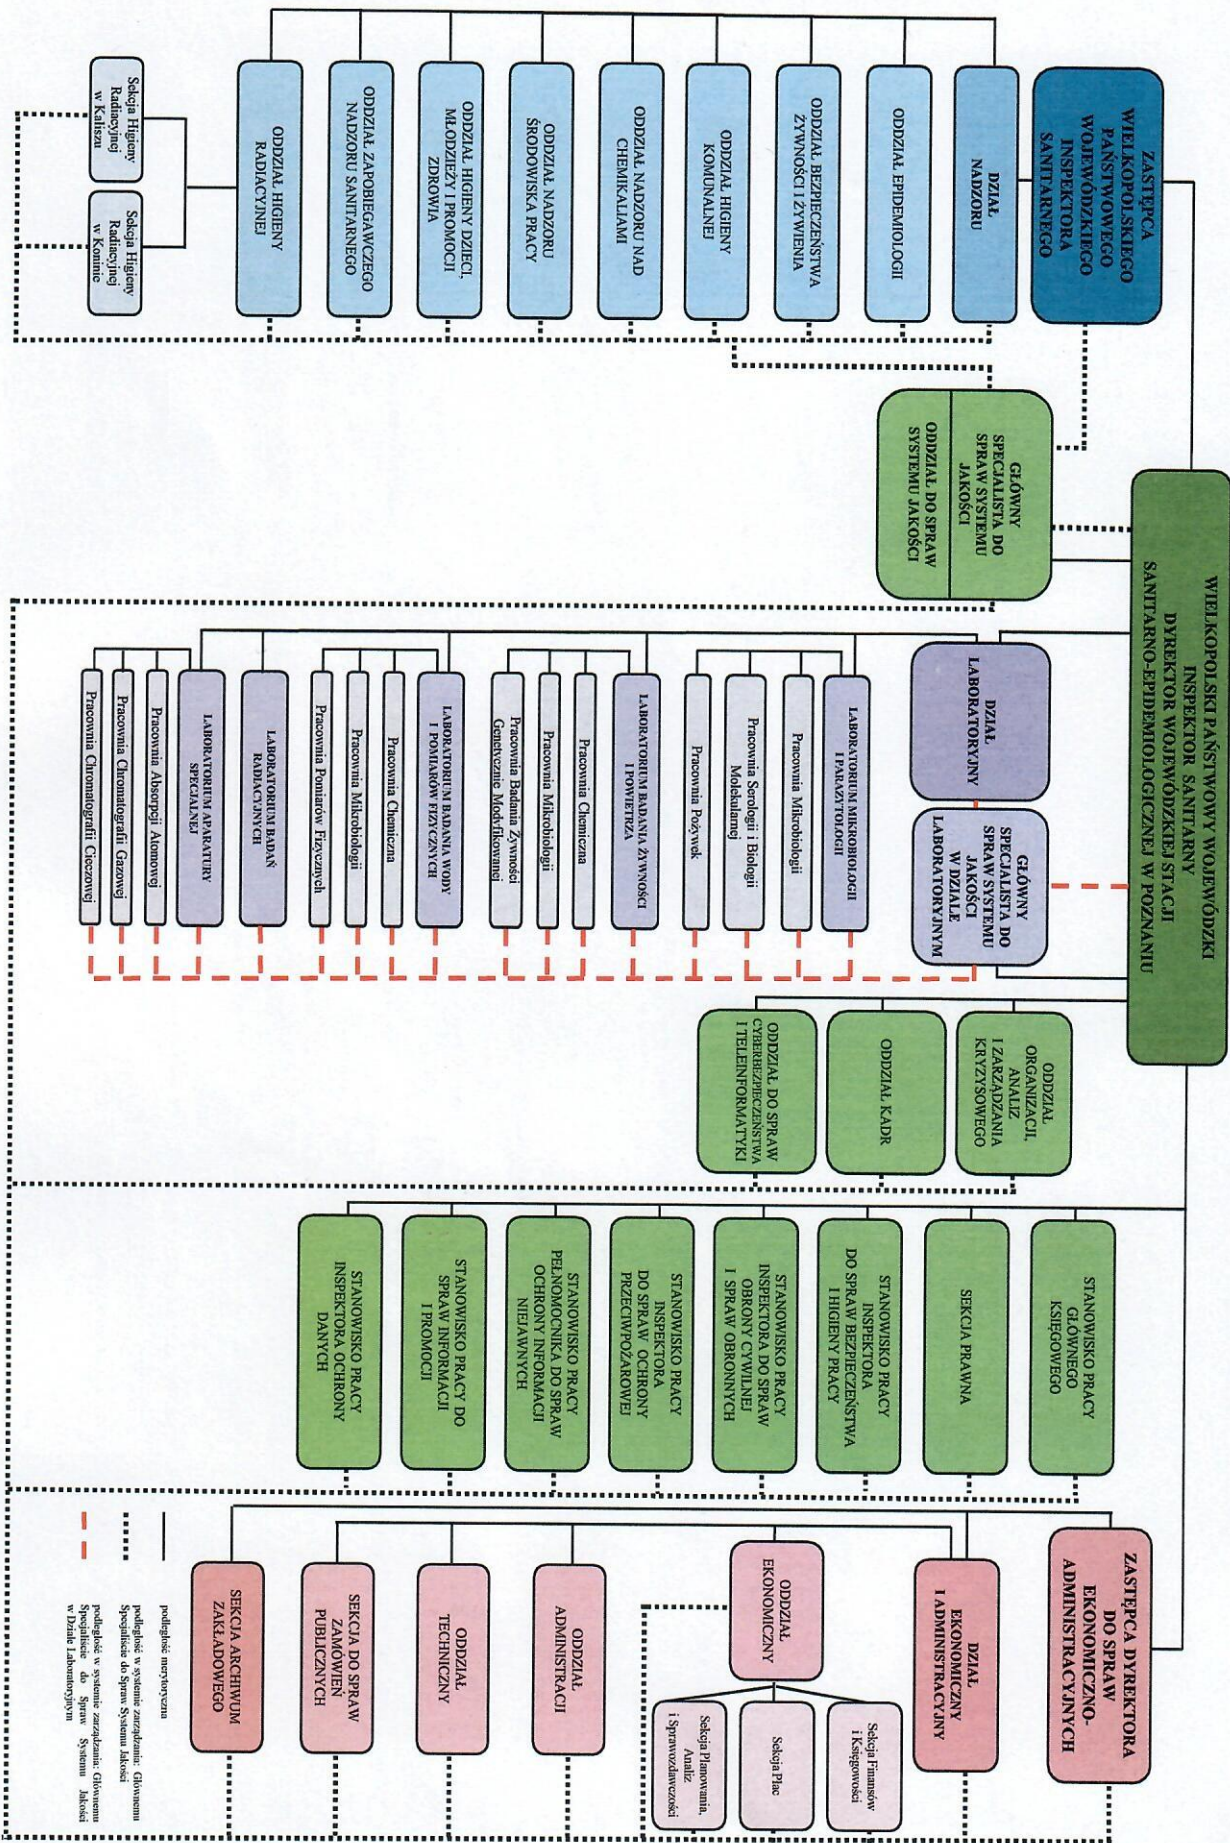 WIELKOPOLSKI PAŃSTWOWY WOJEWÓDZKI
INSPEKTOR SANITARNY
DYREKTOR WOJEWÓDZKIEJ STACJI
SANITARNO-EPIDEMIOLOGICZNEJ W POZNANIU
ZASTĘPCA
WIELKOPOLSKIEGO
PAŃSTWOWEGO
WOJEWÓDZKIEGO
INSPEKTORA
SANITARNEGO
DZIAŁ
NADZORU
ODDZIAŁ EPIDEMIOLOGII
ODDZIAŁ BEZPIECZEŃSTWA
ŻYWNOŚCI I ŻYWIENIA
ODDZIAŁ HIGIENY
KOMUNALNEJ
ODDZIAŁ NADZORU NAD
CHEMIKALIAMI
ODDZIAŁ NADZORU
ŚRODOWISKA PRACY
ODDZIAŁ HIGIENY DZIECI,
MŁODZIEŻY I PROMOCJI
ZDROWIA
ODDZIAŁ ZAPOBIEGAWCZEGO
NADZORU SANITARNEGO
ODDZIAŁ HIGIENY
RADIACYJNEJ
Sekcja Higieny
Radiacyjnej
w Kaliszu
Sekcja Higieny
Radiacyjnej
w Koninie
GŁÓWNY
SPECJALISTA DO
SPRAW SYSTEMU
JAKOŚCI
ODDZIAŁ DO SPRAW
SYSTEMU JAKOŚCI
DZIAŁ
LABORATORYJNY
GŁÓWNY
SPECJALISTA DO
SPRAW SYSTEMU
JAKOŚCI
W DZIALE
LABORATORYJNYM
LABORATORIUM MIKROBIOLOGII
I PARAZYTOLOGII
Pracownia Mikrobiologii
Pracownia Serologii i Biologii
Molekularnej
Pracownia Pożywek
LABORATORIUM BADANIA ŻYWNOŚCI
I POWIETRZA
Pracownia Chemiczna
Pracownia Mikrobiologii
Pracownia Badania Żywności
Genetycznie Modyfikowanej
LABORATORIUM BADANIA WODY
I POMIARÓW FIZYCZNYCH
Pracownia Chemiczna
Pracownia Mikrobiologii
Pracownia Pomiarów Fizycznych
LABORATORIUM BADAŃ
RADIACYJNYCH
LABORATORIUM APARATURY
SPECJALNEJ
Pracownia Absorpcji Atomowej
Pracownia Chromatografii Gazowej
Pracownia Chromatografii Cieczowej
ODDZIAŁ
ORGANIZACJI,
ANALIZ
I ZARZĄDZANIA
KRYZYSOWEGO
ODDZIAŁ KADR
ODDZIAŁ DO SPRAW
CYBERBEZPIECZEŃSTWA
I TELEINFORMATYKI
STANOWISKO PRACY
GŁÓWNEGO
KSIĘGOWEGO
SEKCJA PRAWNA
STANOWISKO PRACY
INSPEKTORA
DO SPRAW BEZPIECZEŃSTWA
I HIGIENY PRACY
STANOWISKO PRACY
INSPEKTORA DO SPRAW
OBRONY CYWILNEJ
I SPRAW OBRONNYCH
STANOWISKO PRACY
INSPEKTORA
DO SPRAW OCHRONY
PRZECIWPOŻAROWEJ
STANOWISKO PRACY
PEŁNOMOCNIKA DO SPRAW
OCHRONY INFORMACJI
NIEJAWNYCH
STANOWISKO PRACY DO
SPRAW INFORMACJI
I PROMOCJI
STANOWISKO PRACY
INSPEKTORA OCHRONY
DANYCH
ZASTĘPCA DYREKTORA
DO SPRAW
EKONOMICZNO-
ADMINISTRACYJNYCH
DZIAŁ
EKONOMICZNY
I ADMINISTRACYJNY
ODDZIAŁ
EKONOMICZNY
Sekcja Finansów
i Księgowości
Sekcja Płac
Sekcja Planowania,
Analiz
i Sprawozdawczości
ODDZIAŁ
ADMINISTRACJI
ODDZIAŁ
TECHNICZNY
SEKCJA DO SPRAW
ZAMÓWIEŃ
PUBLICZNYCH
SEKCJA ARCHIWUM
ZAKŁADOWEGO
podległość merytoryczna
podległość w systemie zarządzania: Głównemu
Specjaliście do Spraw Systemu Jakości
podległość w systemie zarządzania: Głównemu
Specjaliście do Spraw Systemu Jakości
w Dziale Laboratoryjnym